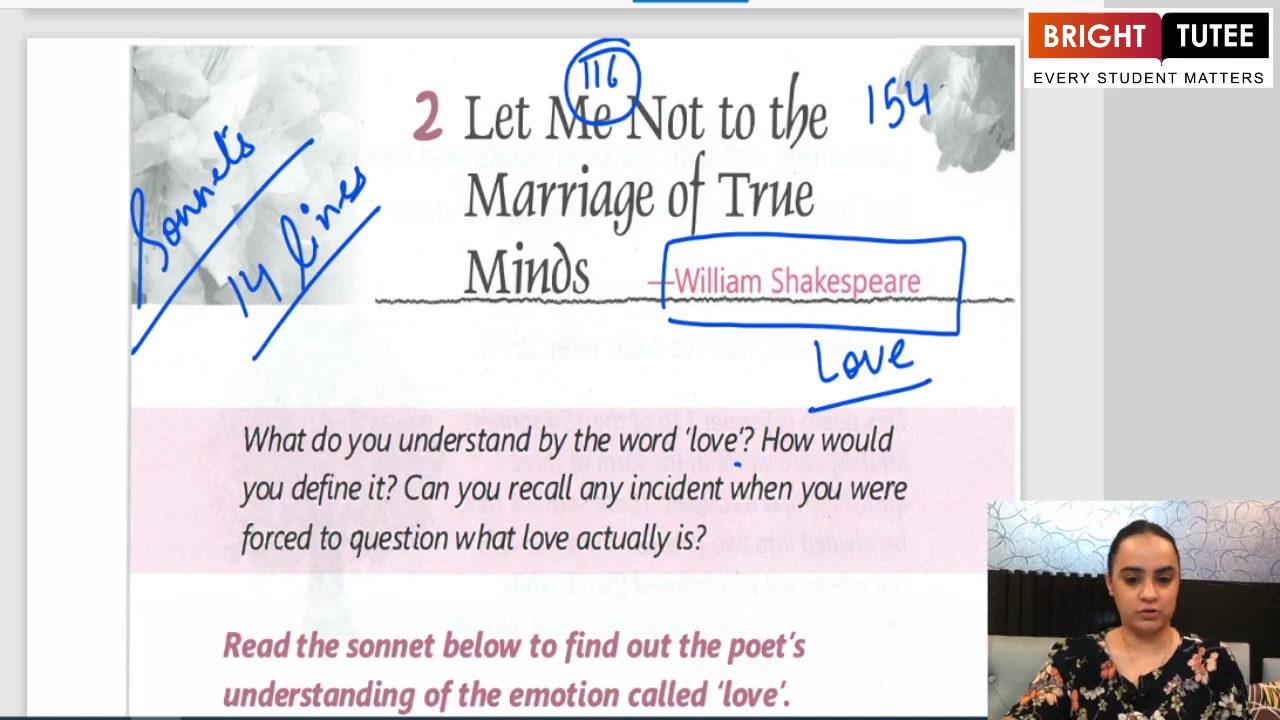 BRIGHT TUTEE
EVERY STUDENT MATTERS
116
154
2 Let Me Not to the
Marriage of True
Minds
—William Shakespeare
Sonnets
14 lines
Love
What do you understand by the word ‘love’? How would
you define it? Can you recall any incident when you were
forced to question what love actually is?
Read the sonnet below to find out the poet’s
understanding of the emotion called ‘love’.